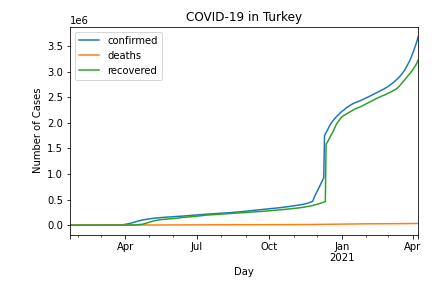 COVID-19 in Turkey
1e6
confirmed
deaths
recovered
3.5
3.0
2.5
2.0
1.5
1.0
0.5
0.0
Number of Cases
Apr
Jul
Oct
Jan
2021
Apr
Day